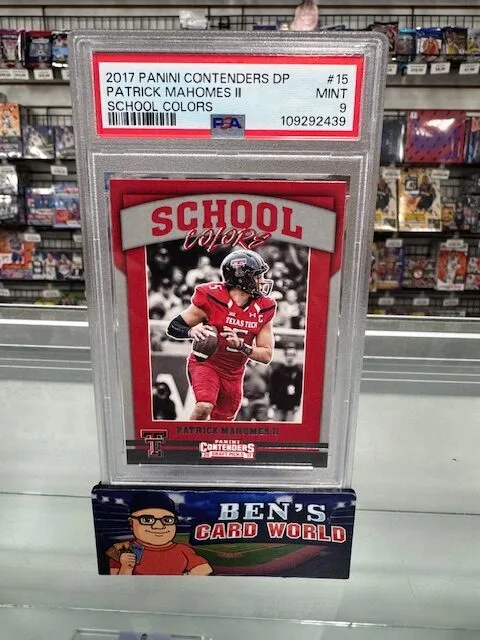 2017 PANINI CONTENDERS DP #15
PATRICK MAHOMES II MINT
SCHOOL COLORS 9
PSA 109292439
SCHOOL
COLORS
TEXAS TECH
PATRICK MAHOMES II
PANINI
CONTENDERS
DRAFT PICKS
BEN'S
CARD WORLD